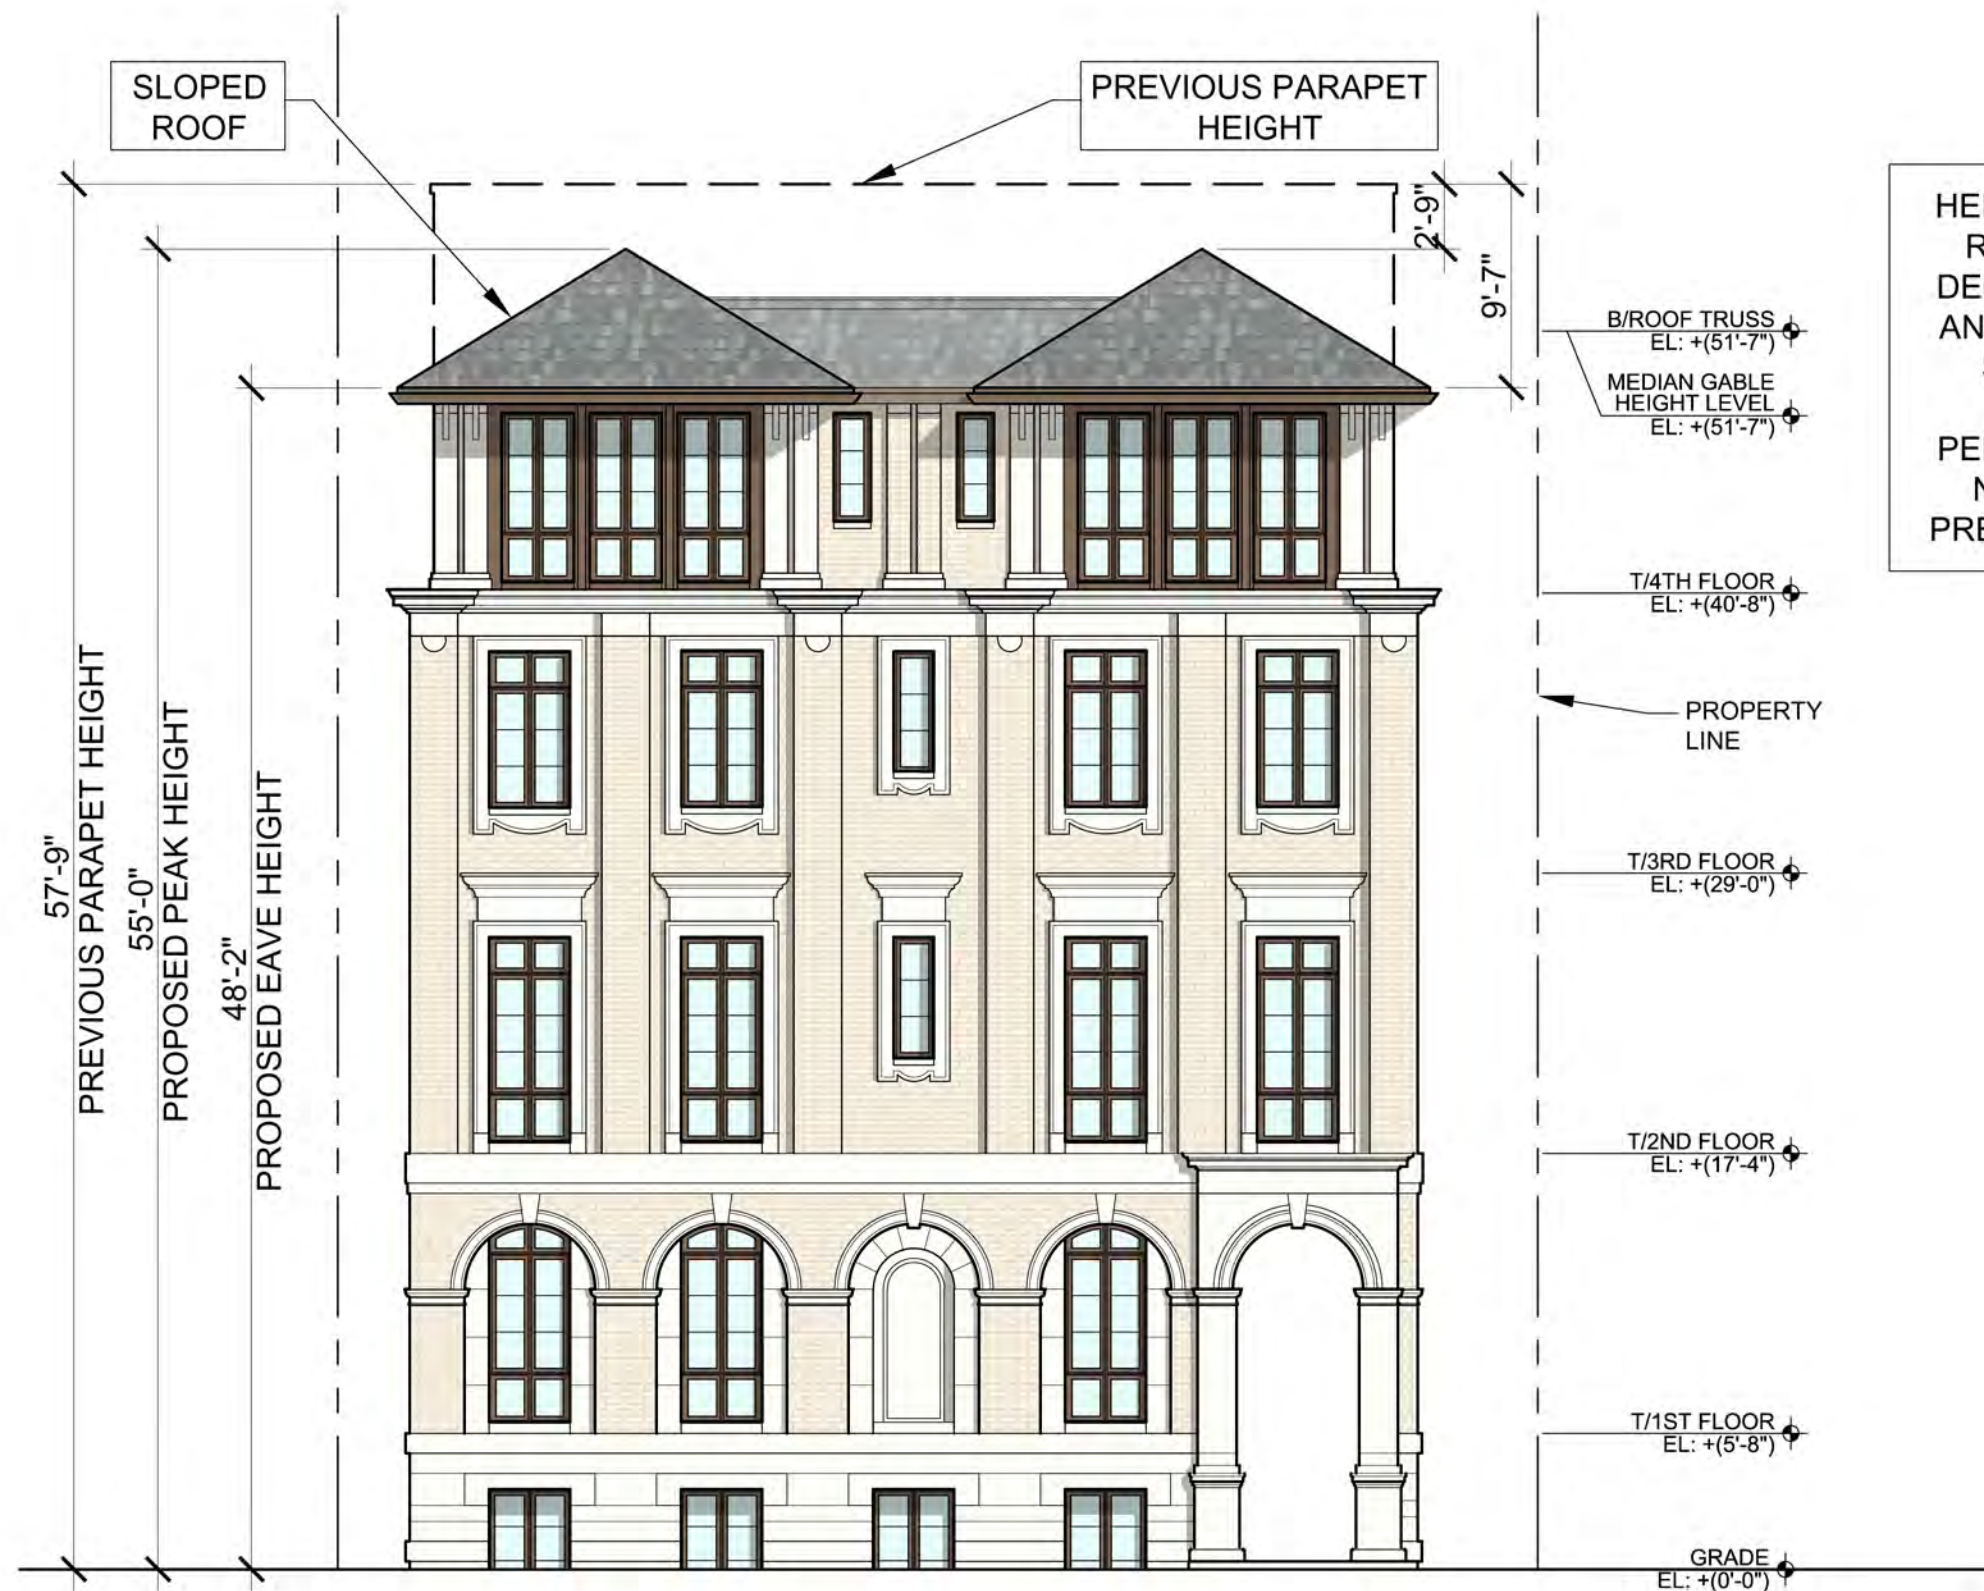 SLOPED
ROOF
PREVIOUS PARAPET
HEIGHT
2'-9"
9'-7"
57'-9"
PREVIOUS PARAPET HEIGHT
55'-0"
PROPOSED PEAK HEIGHT
48'-2"
PROPOSED EAVE HEIGHT
B/ROOF TRUSS
EL: +(51'-7")
MEDIAN GABLE
HEIGHT LEVEL
EL: +(51'-7")
T/4TH FLOOR
EL: +(40'-8")
PROPERTY
LINE
T/3RD FLOOR
EL: +(29'-0")
T/2ND FLOOR
EL: +(17'-4")
T/1ST FLOOR
EL: +(5'-8")
GRADE
EL: +(0'-0")